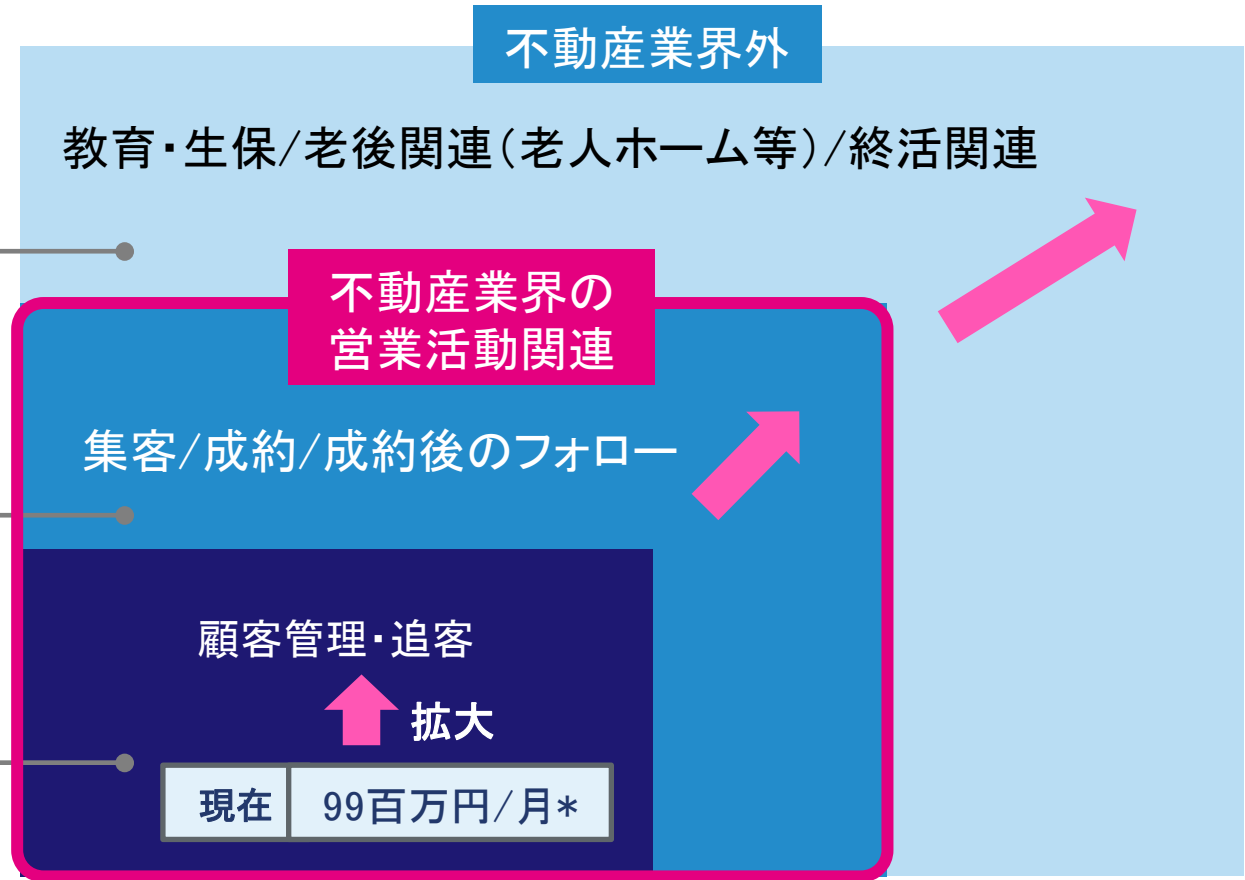 不動産業界外
教育・生保/老後関連(老人ホーム等)/終活関連
不動産業界の
営業活動関連
集客/成約/成約後のフォロー
顧客管理・追客
拡大
現在 99百万円/月*